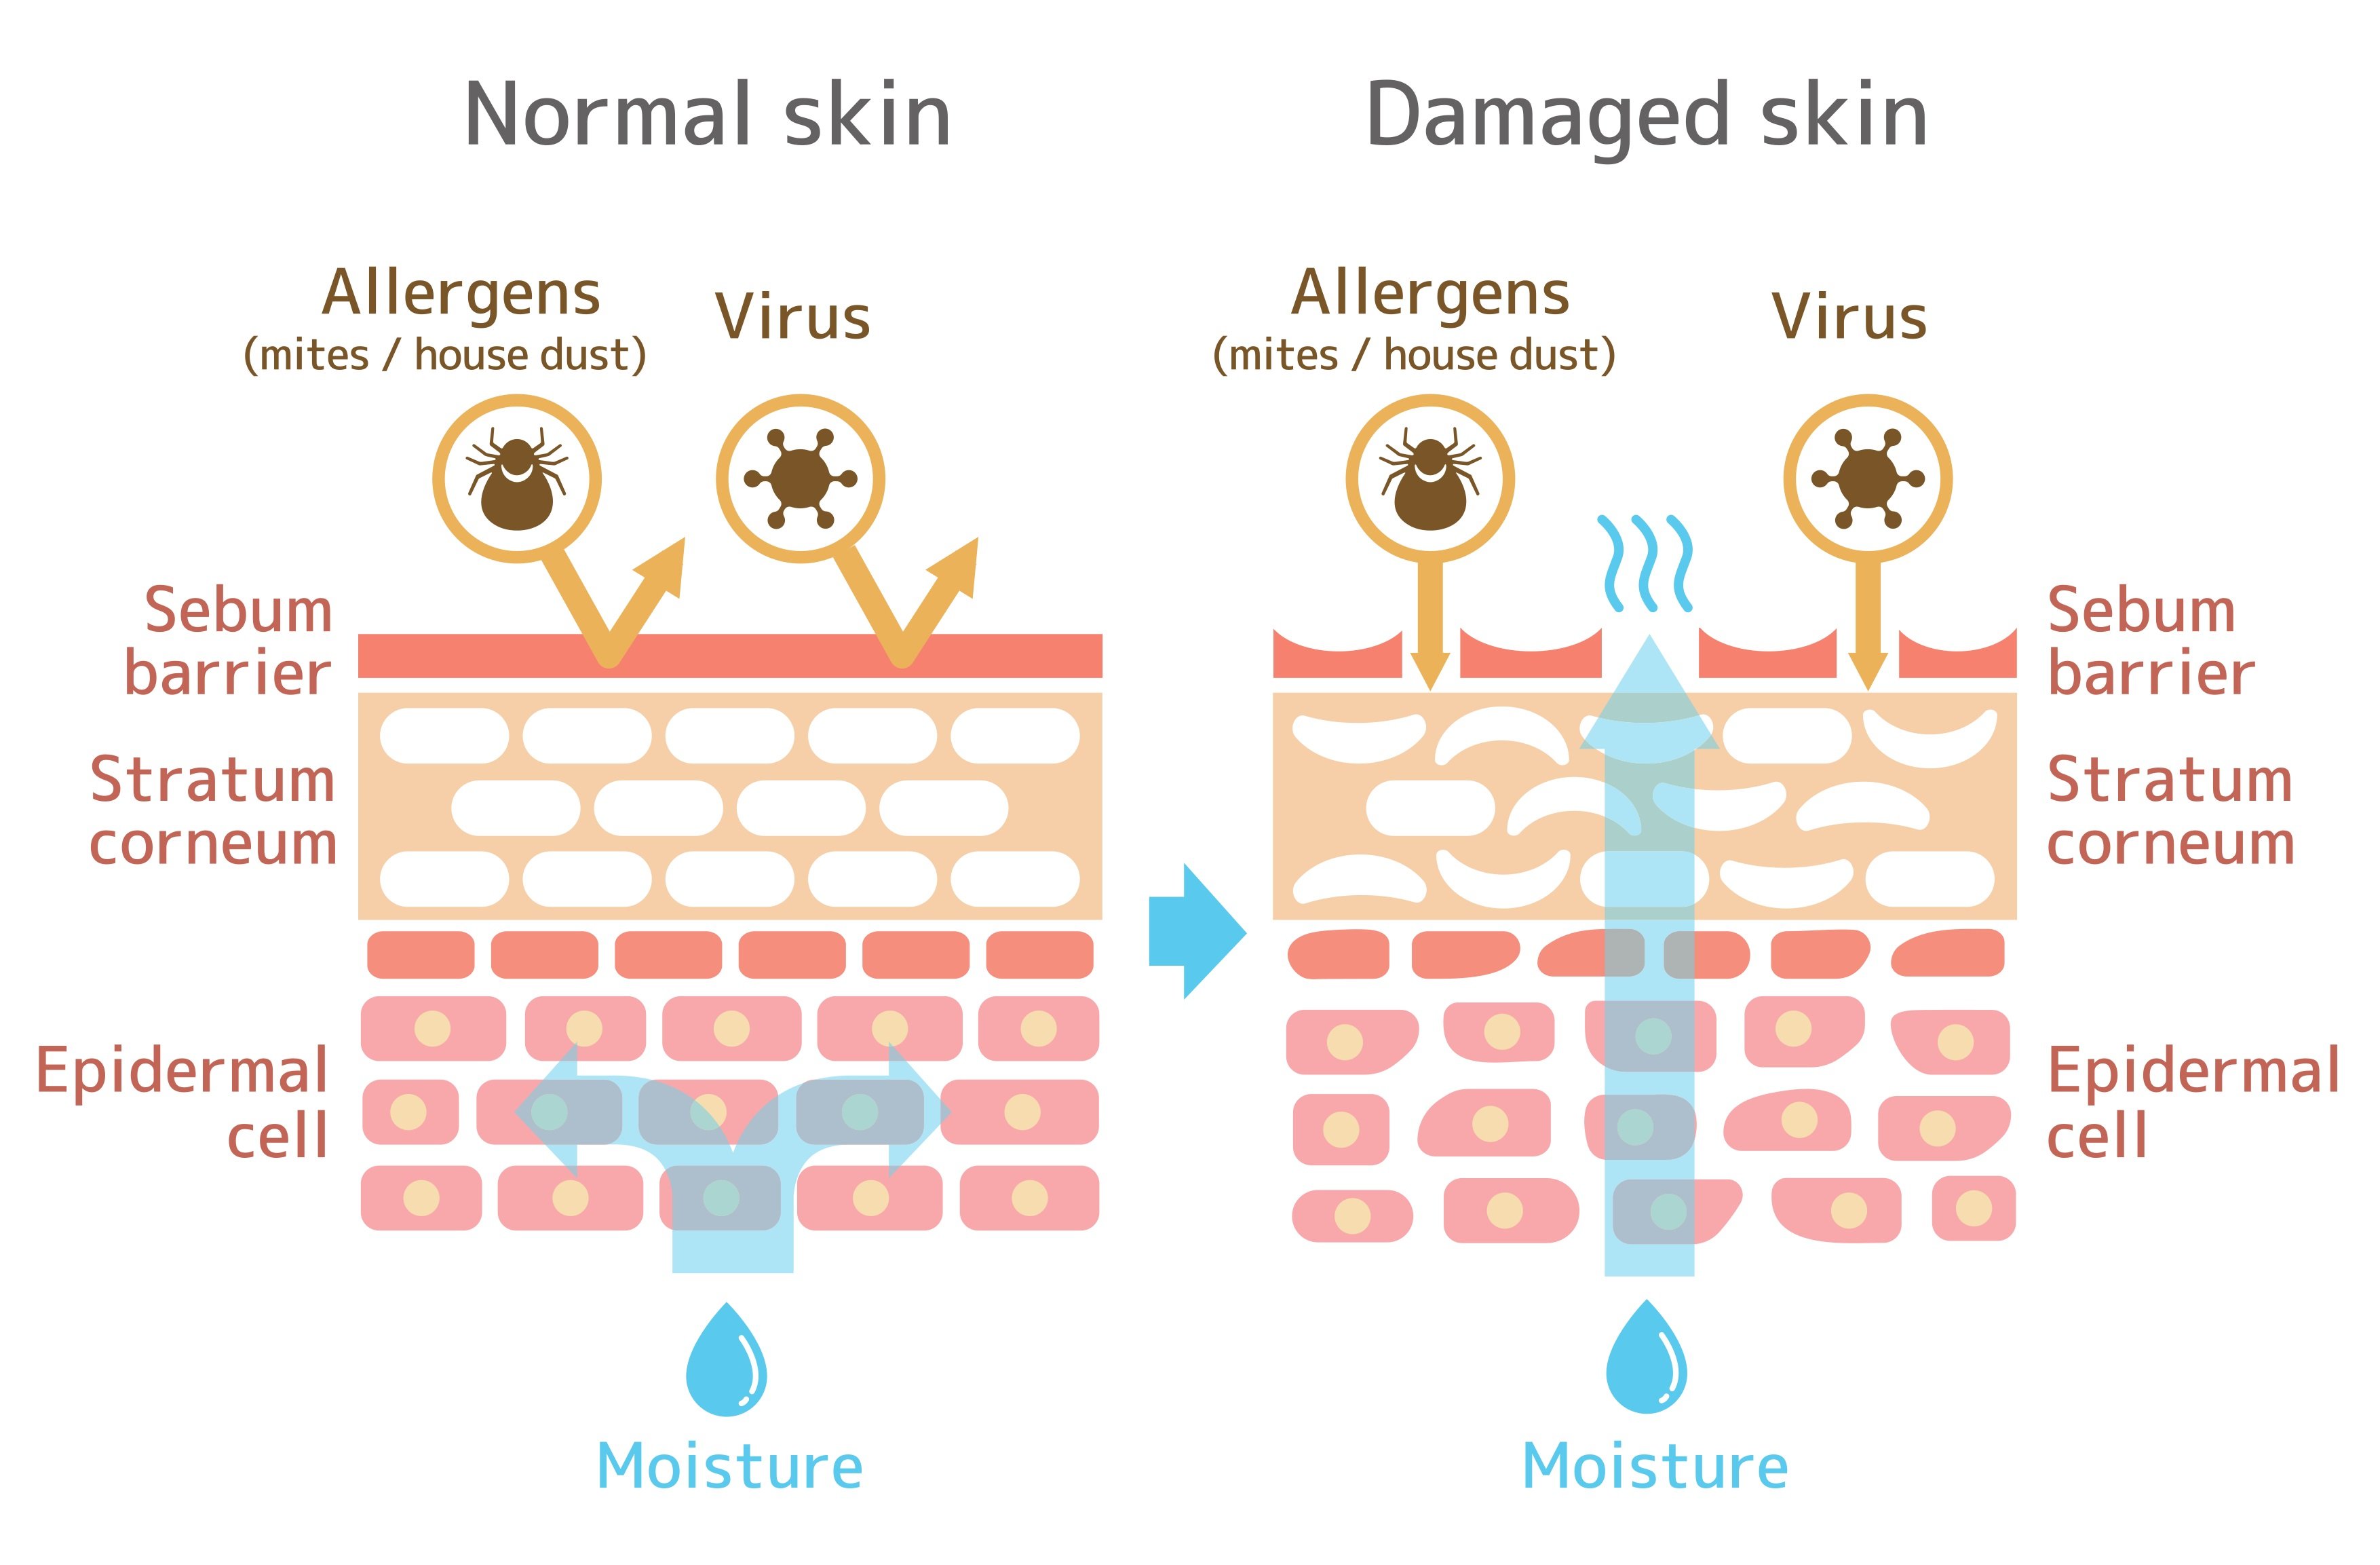 Normal skin
Damaged skin
Allergens
(mites / house dust)
Virus
Allergens
(mites / house dust)
Virus
Sebum
barrier
Stratum
corneum
Epidermal
cell
Sebum
barrier
Stratum
corneum
Epidermal
cell
Moisture
Moisture